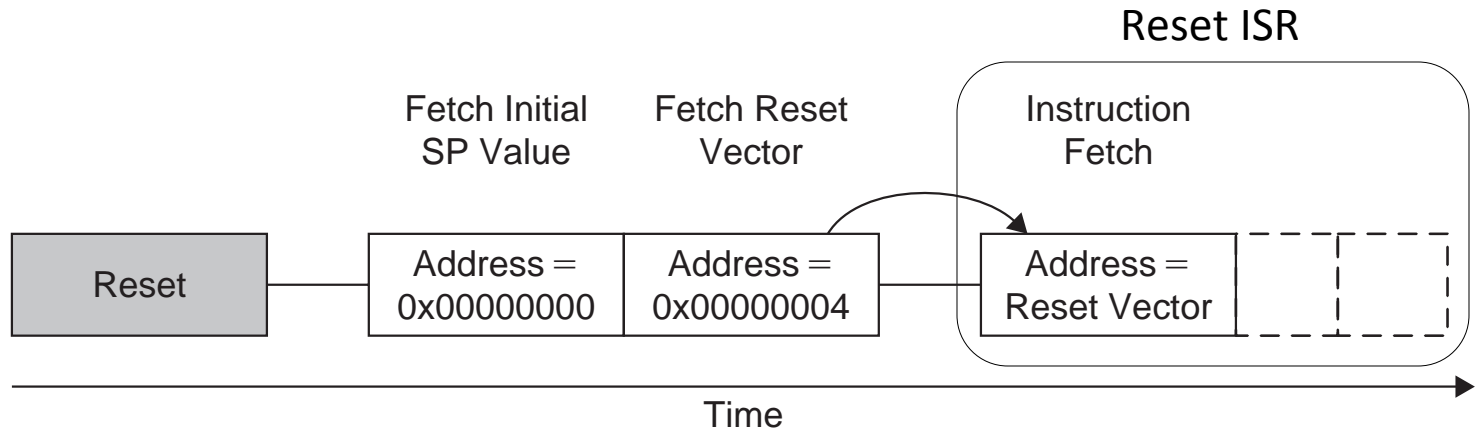 Reset ISR
Fetch Initial
SP Value
Fetch Reset
Vector
Instruction
Fetch
Reset
Address =
0x00000000
Address =
0x00000004
Address =
Reset Vector
Time